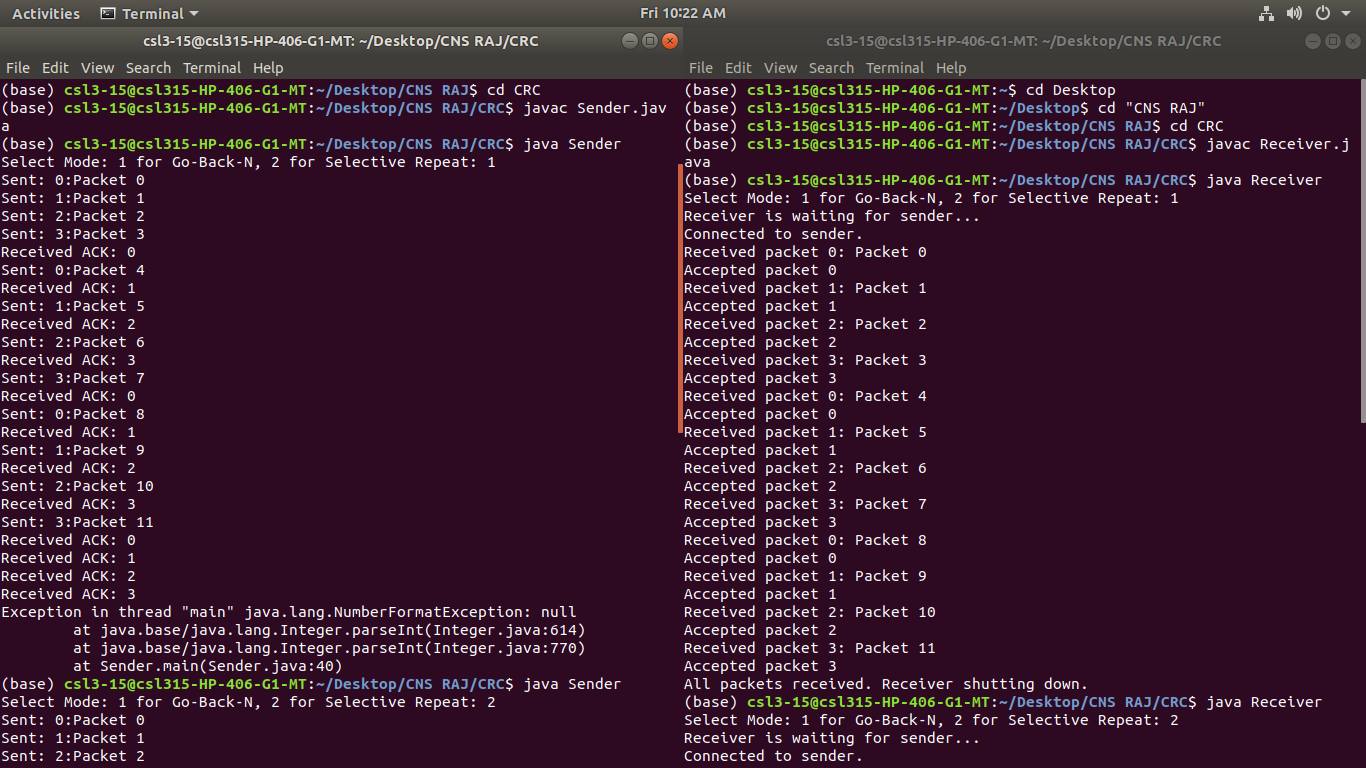 Activities Terminal Fri 10:22 AM
csl3-15@csl315-HP-406-G1-MT: ~/Desktop/CNS RAJ/CRC
File Edit View Search Terminal Help
(base) csl3-15@csl315-HP-406-G1-MT:~/Desktop/CNS RAJ$ cd CRC
(base) csl3-15@csl315-HP-406-G1-MT:~/Desktop/CNS RAJ/CRC$ javac Sender.jav
a
(base) csl3-15@csl315-HP-406-G1-MT:~/Desktop/CNS RAJ/CRC$ java Sender
Select Mode: 1 for Go-Back-N, 2 for Selective Repeat: 1
Sent: 0:Packet 0
Sent: 1:Packet 1
Sent: 2:Packet 2
Sent: 3:Packet 3
Received ACK: 0
Sent: 0:Packet 4
Received ACK: 1
Sent: 1:Packet 5
Received ACK: 2
Sent: 2:Packet 6
Received ACK: 3
Sent: 3:Packet 7
Received ACK: 0
Sent: 0:Packet 8
Received ACK: 1
Sent: 1:Packet 9
Received ACK: 2
Sent: 2:Packet 10
Received ACK: 3
Sent: 3:Packet 11
Received ACK: 0
Received ACK: 1
Received ACK: 2
Received ACK: 3
Exception in thread "main" java.lang.NumberFormatException: null
at java.base/java.lang.Integer.parseInt(Integer.java:614)
at java.base/java.lang.Integer.parseInt(Integer.java:770)
at Sender.main(Sender.java:40)
(base) csl3-15@csl315-HP-406-G1-MT:~/Desktop/CNS RAJ/CRC$ java Sender
Select Mode: 1 for Go-Back-N, 2 for Selective Repeat: 2
Sent: 0:Packet 0
Sent: 1:Packet 1
Sent: 2:Packet 2
csl3-15@csl315-HP-406-G1-MT: ~/Desktop/CNS RAJ/CRC
File Edit View Search Terminal Help
(base) csl3-15@csl315-HP-406-G1-MT:~$ cd Desktop
(base) csl3-15@csl315-HP-406-G1-MT:~/Desktop$ cd "CNS RAJ"
(base) csl3-15@csl315-HP-406-G1-MT:~/Desktop/CNS RAJ$ cd CRC
(base) csl3-15@csl315-HP-406-G1-MT:~/Desktop/CNS RAJ/CRC$ javac Receiver.j
ava
(base) csl3-15@csl315-HP-406-G1-MT:~/Desktop/CNS RAJ/CRC$ java Receiver
Select Mode: 1 for Go-Back-N, 2 for Selective Repeat: 1
Receiver is waiting for sender...
Connected to sender.
Received packet 0: Packet 0
Accepted packet 0
Received packet 1: Packet 1
Accepted packet 1
Received packet 2: Packet 2
Accepted packet 2
Received packet 3: Packet 3
Accepted packet 3
Received packet 0: Packet 4
Accepted packet 0
Received packet 1: Packet 5
Accepted packet 1
Received packet 2: Packet 6
Accepted packet 2
Received packet 3: Packet 7
Accepted packet 3
Received packet 0: Packet 8
Accepted packet 0
Received packet 1: Packet 9
Accepted packet 1
Received packet 2: Packet 10
Accepted packet 2
Received packet 3: Packet 11
Accepted packet 3
All packets received. Receiver shutting down.
(base) csl3-15@csl315-HP-406-G1-MT:~/Desktop/CNS RAJ/CRC$ java Receiver
Select Mode: 1 for Go-Back-N, 2 for Selective Repeat: 2
Receiver is waiting for sender...
Connected to sender.